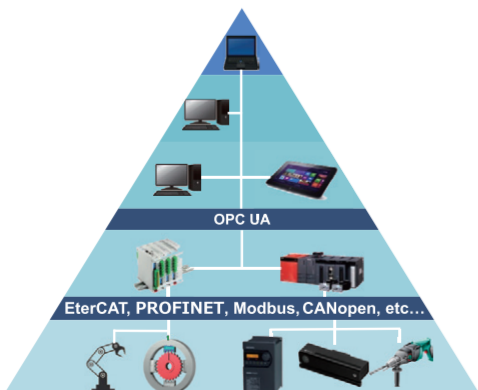 OPC UA
EterCAT, PROFINET, Modbus, CANopen, etc...